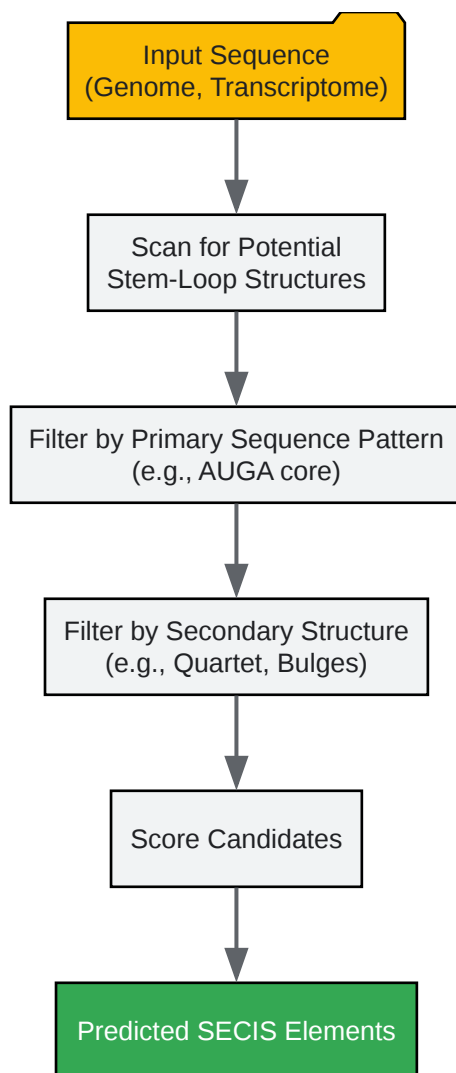 Input Sequence
(Genome, Transcriptome)
Scan for Potential
Stem-Loop Structures
Filter by Primary Sequence Pattern
(e.g., AUGA core)
Filter by Secondary Structure
(e.g., Quartet, Bulges)
Score Candidates
Predicted SECIS Elements